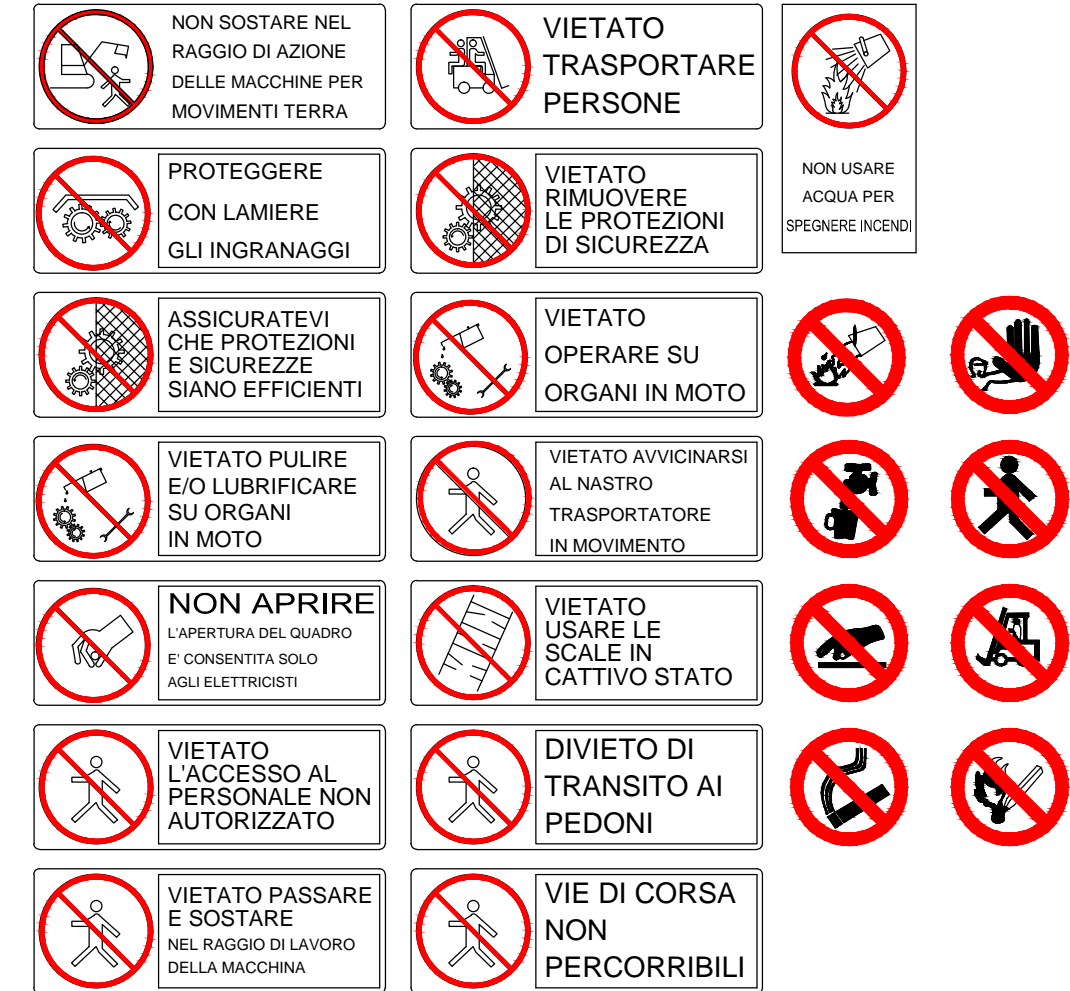 NON SOSTARE NEL
RAGGIO DI AZIONE
DELLE MACCHINE PER
MOVIMENTI TERRA
VIETATO
TRASPORTARE
PERSONE
NON USARE
ACQUA PER
SPEGNERE INCENDI
PROTEGGERE
CON LAMIERE
GLI INGRANAGGI
VIETATO
RIMUOVERE
LE PROTEZIONI
DI SICUREZZA
ASSICURATEVI
CHE PROTEZIONI
E SICUREZZE
SIANO EFFICIENTI
VIETATO
OPERARE SU
ORGANI IN MOTO
VIETATO PULIRE
E/O LUBRIFICARE
SU ORGANI
IN MOTO
VIETATO AVVICINARSI
AL NASTRO
TRASPORTATORE
IN MOVIMENTO
NON APRIRE
L'APERTURA DEL QUADRO
E' CONSENTITA SOLO
AGLI ELETTRICISTI
VIETATO
USARE LE
SCALE IN
CATTIVO STATO
VIETATO
L'ACCESSO AL
PERSONALE NON
AUTORIZZATO
DIVIETO DI
TRANSITO AI
PEDONI
VIETATO PASSARE
E SOSTARE
NEL RAGGIO DI LAVORO
DELLA MACCHINA
VIE DI CORSA
NON
PERCORRIBILI